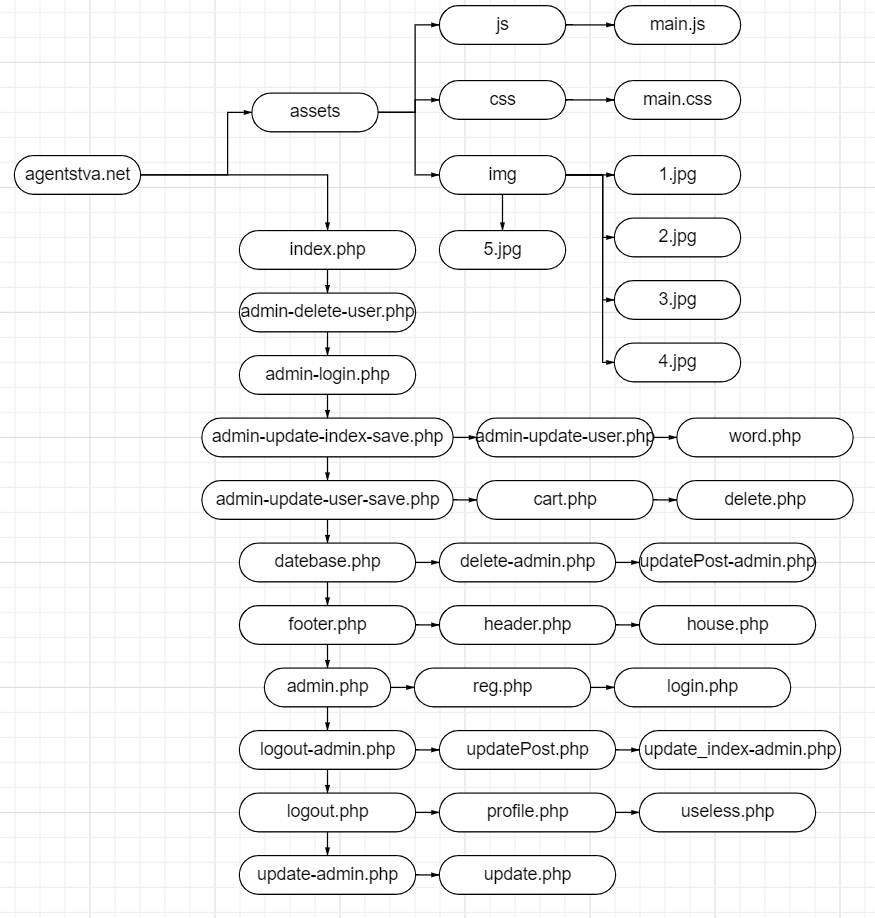 js
main.js
css
main.css
assets
agentstva.net
img
1.jpg
2.jpg
index.php
5.jpg
3.jpg
admin-delete-user.php
4.jpg
admin-login.php
admin-update-index-save.php
admin-update-user.php
word.php
admin-update-user-save.php
cart.php
delete.php
datebase.php
delete-admin.php
updatePost-admin.php
footer.php
header.php
house.php
admin.php
reg.php
login.php
logout-admin.php
updatePost.php
update_index-admin.php
logout.php
profile.php
useless.php
update-admin.php
update.php